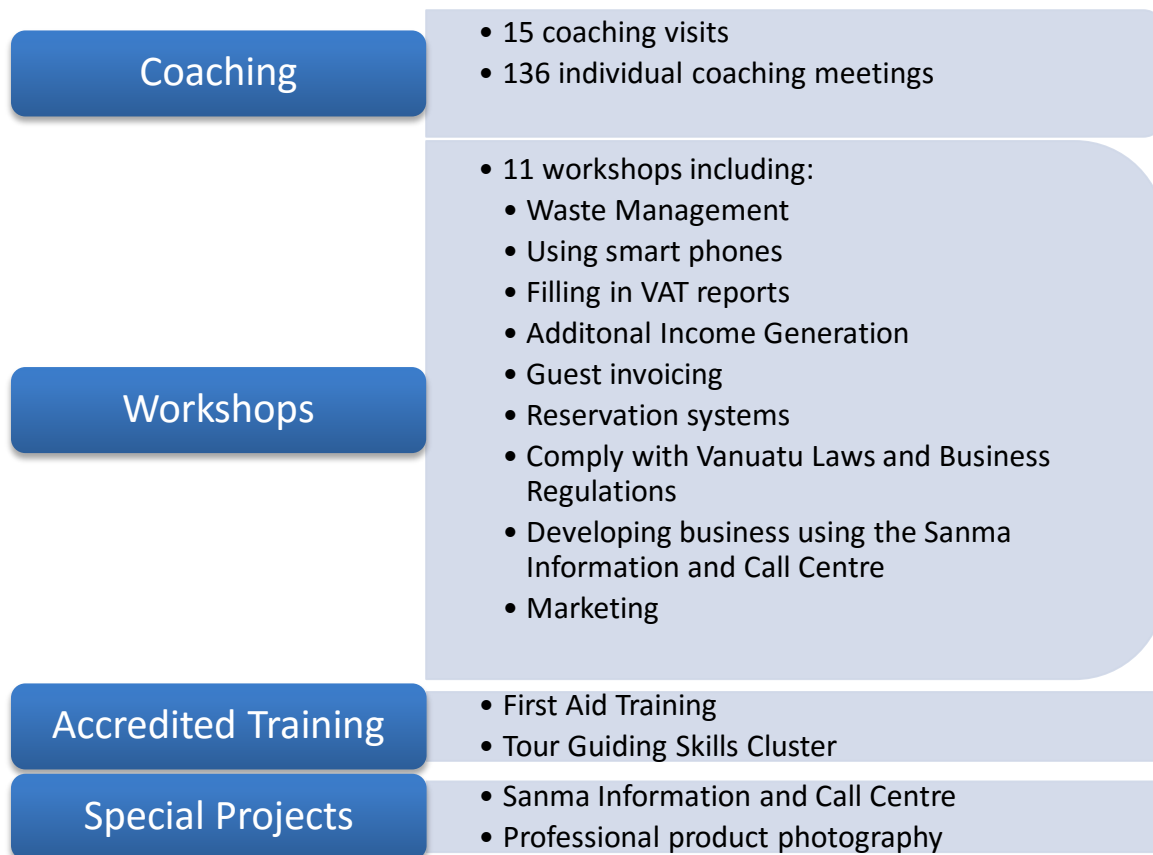 Coaching
• 15 coaching visits
• 136 individual coaching meetings
Workshops
• 11 workshops including:
• Waste Management
• Using smart phones
• Filling in VAT reports
• Additonal Income Generation
• Guest invoicing
• Reservation systems
• Comply with Vanuatu Laws and Business
Regulations
• Developing business using the Sanma
Information and Call Centre
• Marketing
Accredited Training
• First Aid Training
• Tour Guiding Skills Cluster
Special Projects
• Sanma Information and Call Centre
• Professional product photography